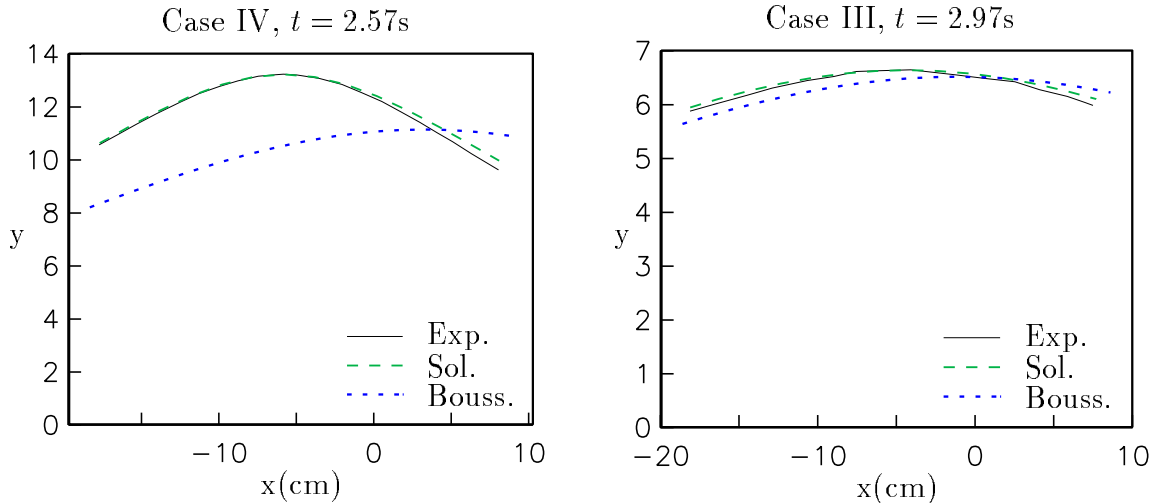 Case IV, t = 2.57s
14
12
10
8
6
4
2
0
y
-10
0
10
x(cm)
Exp.
Sol.
Bouss.
Case III, t = 2.97s
7
6
5
4
3
2
1
0
y
-20
-10
0
10
x(cm)
Exp.
Sol.
Bouss.